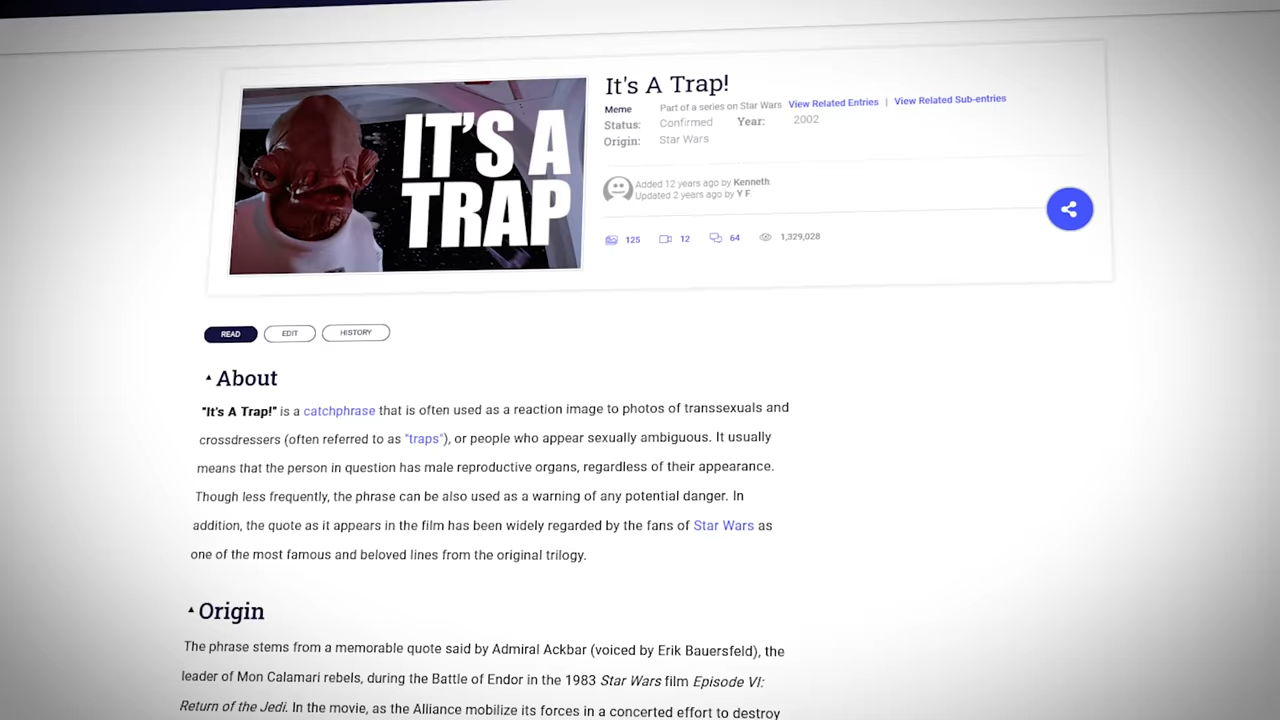 IT'S A
TRAP
It's A Trap!
Meme Part of a series on Star Wars View Related Entries | View Related Sub-entries
Status: Confirmed Year: 2002
Origin: Star Wars
Added 12 years ago by Kenneth
Updated 2 years ago by Y F.
125 12 64 1,329,028
READ EDIT HISTORY
About
"It's A Trap!" is a catchphrase that is often used as a reaction image to photos of transsexuals and
crossdressers (often referred to as "traps"), or people who appear sexually ambiguous. It usually
means that the person in question has male reproductive organs, regardless of their appearance.
Though less frequently, the phrase can be also used as a warning of any potential danger. In
addition, the quote as it appears in the film has been widely regarded by the fans of Star Wars as
one of the most famous and beloved lines from the original trilogy.
Origin
The phrase stems from a memorable quote said by Admiral Ackbar (voiced by Erik Bauersfeld), the
leader of Mon Calamari rebels, during the Battle of Endor in the 1983 Star Wars film Episode VI:
Return of the Jedi. In the movie, as the Alliance mobilize its forces in a concerted effort to destroy